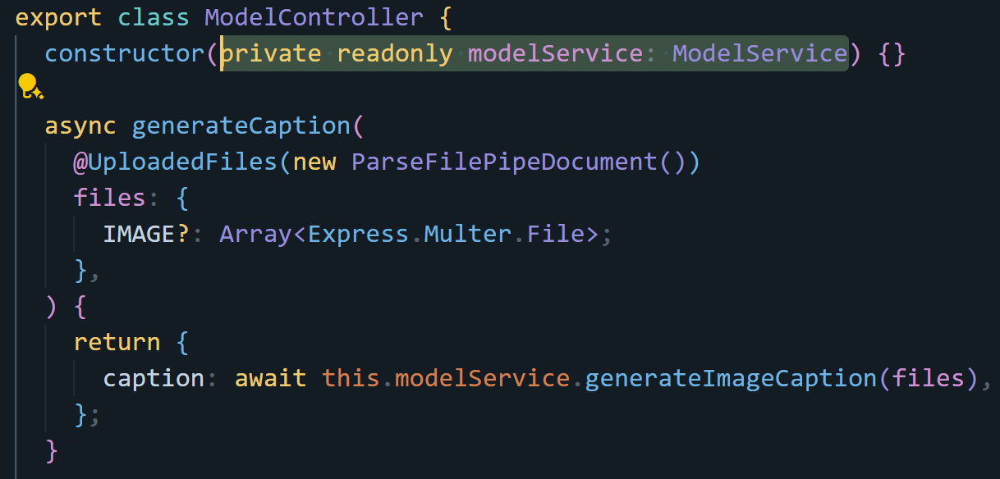 export class ModelController {
constructor(private readonly modelService: ModelService) {}
async generateCaption(
@UploadedFiles(new ParseFilePipeDocument())
files: {
IMAGE?: Array<Express.Multer.File>;
},
) {
return {
caption: await this.modelService.generateImageCaption(files),
};
}